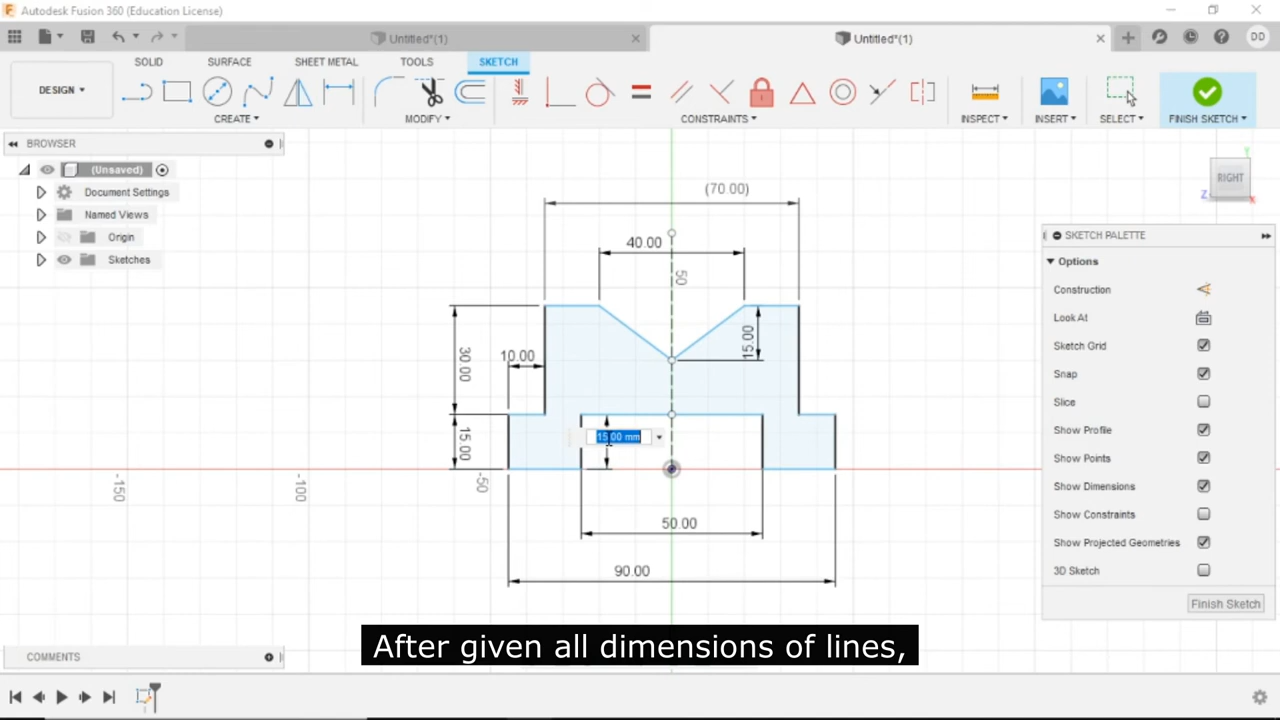 Autodesk Fusion 360 (Education License)
Untitled*(1)
Untitled*(1)
DD
DESIGN
SOLID
SURFACE
SHEET METAL
TOOLS
SKETCH
CREATE
MODIFY
CONSTRAINTS
INSPECT
INSERT
SELECT
FINISH SKETCH
BROWSER
(Unsaved)
Document Settings
Named Views
Origin
Sketches
Y
RIGHT
Z
X
SKETCH PALETTE
Options
Construction
Look At
Sketch Grid
Snap
Slice
Show Profile
Show Points
Show Dimensions
Show Constraints
Show Projected Geometries
3D Sketch
Finish Sketch
(70.00)
40.00
50
15.00
30.00
10.00
15.00
15.00 mm
-150
-100
-50
50.00
90.00
After given all dimensions of lines,
COMMENTS